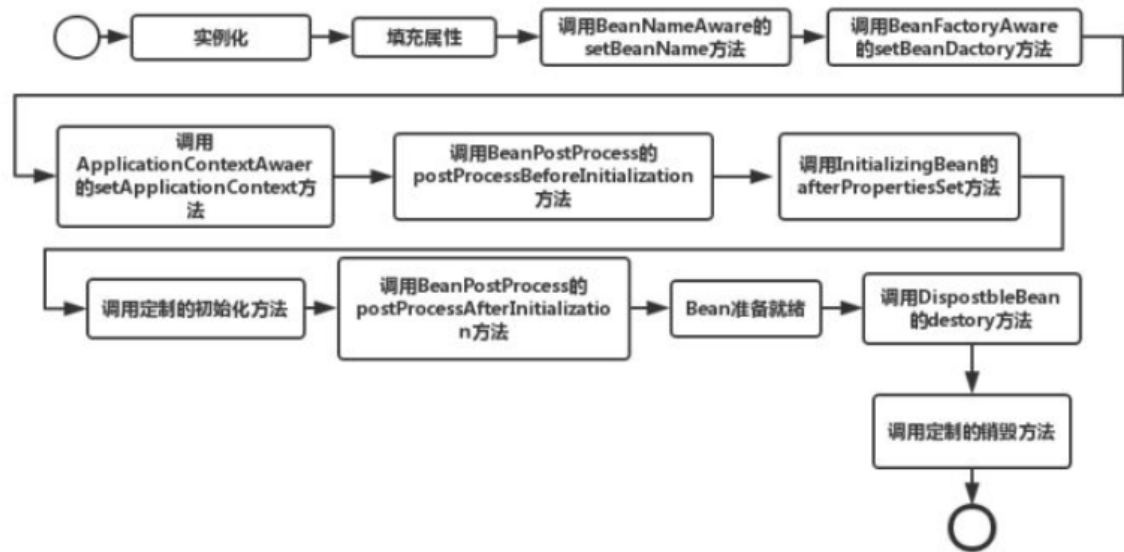 实例化
填充属性
调用BeanNameAware的
setBeanName方法
调用BeanFactoryAware
的setBeanDactory方法
调用
ApplicationContextAwaer
的setApplicationContext方
法
调用BeanPostProcess的
postProcessBeforeInitialization
方法
调用InitializingBean的
afterPropertiesSet方法
调用定制的初始化方法
调用BeanPostProcess的
postProcessAfterInitializatio
n方法
Bean准备就绪
调用DispostbleBean
的destory方法
调用定制的销毁方法